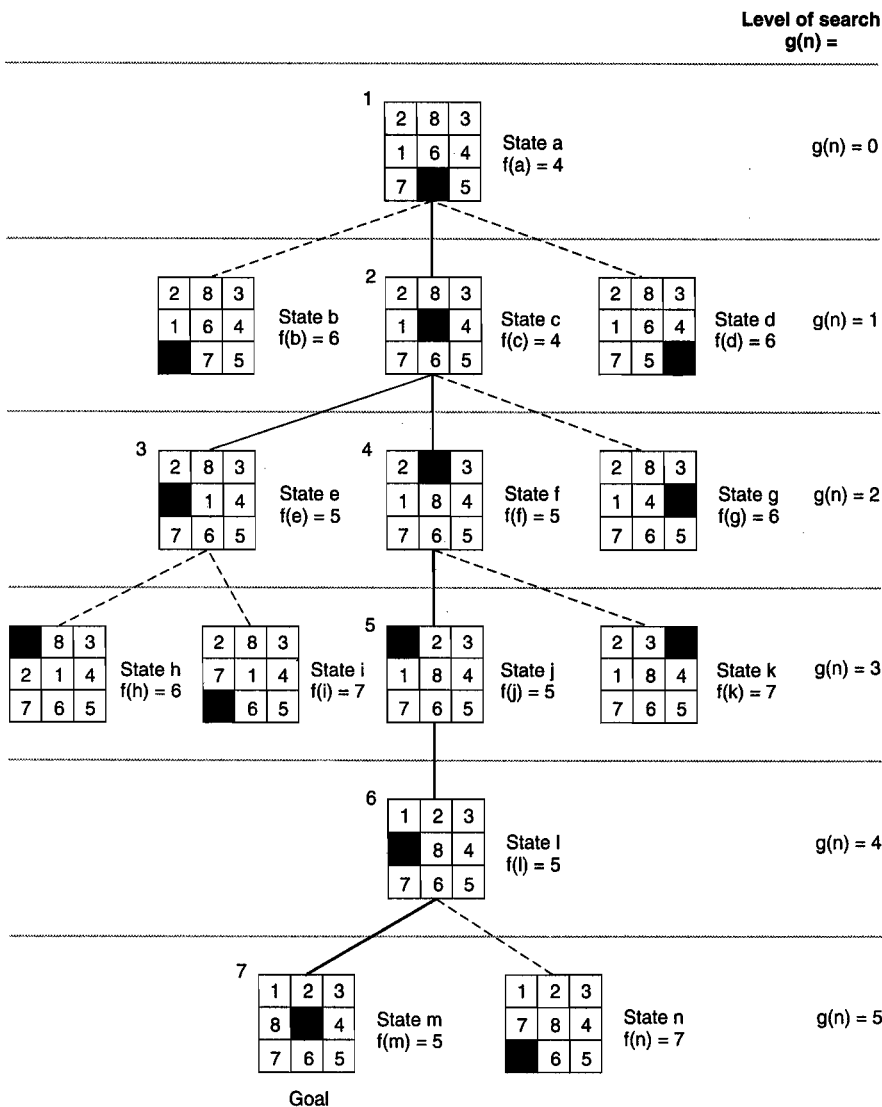 Level of search
g(n) =
1
2 8 3
1 6 4
7 5
State a
f(a) = 4
g(n) = 0
2 8 3
1 6 4
7 5
State b
f(b) = 6
2
2 8 3
1 4
7 6 5
State c
f(c) = 4
2 8 3
1 6 4
7 5
State d
f(d) = 6
g(n) = 1
3
2 8 3
1 4
7 6 5
State e
f(e) = 5
4
2 3
1 8 4
7 6 5
State f
f(f) = 5
2 8 3
1 4
7 6 5
State g
f(g) = 6
g(n) = 2
8 3
2 1 4
7 6 5
State h
f(h) = 6
2 8 3
7 1 4
6 5
State i
f(i) = 7
5
2 3
1 8 4
7 6 5
State j
f(j) = 5
2 3
1 8 4
7 6 5
State k
f(k) = 7
g(n) = 3
6
1 2 3
8 4
7 6 5
State l
f(l) = 5
g(n) = 4
7
1 2 3
8 4
7 6 5
State m
f(m) = 5
Goal
1 2 3
7 8 4
6 5
State n
f(n) = 7
g(n) = 5